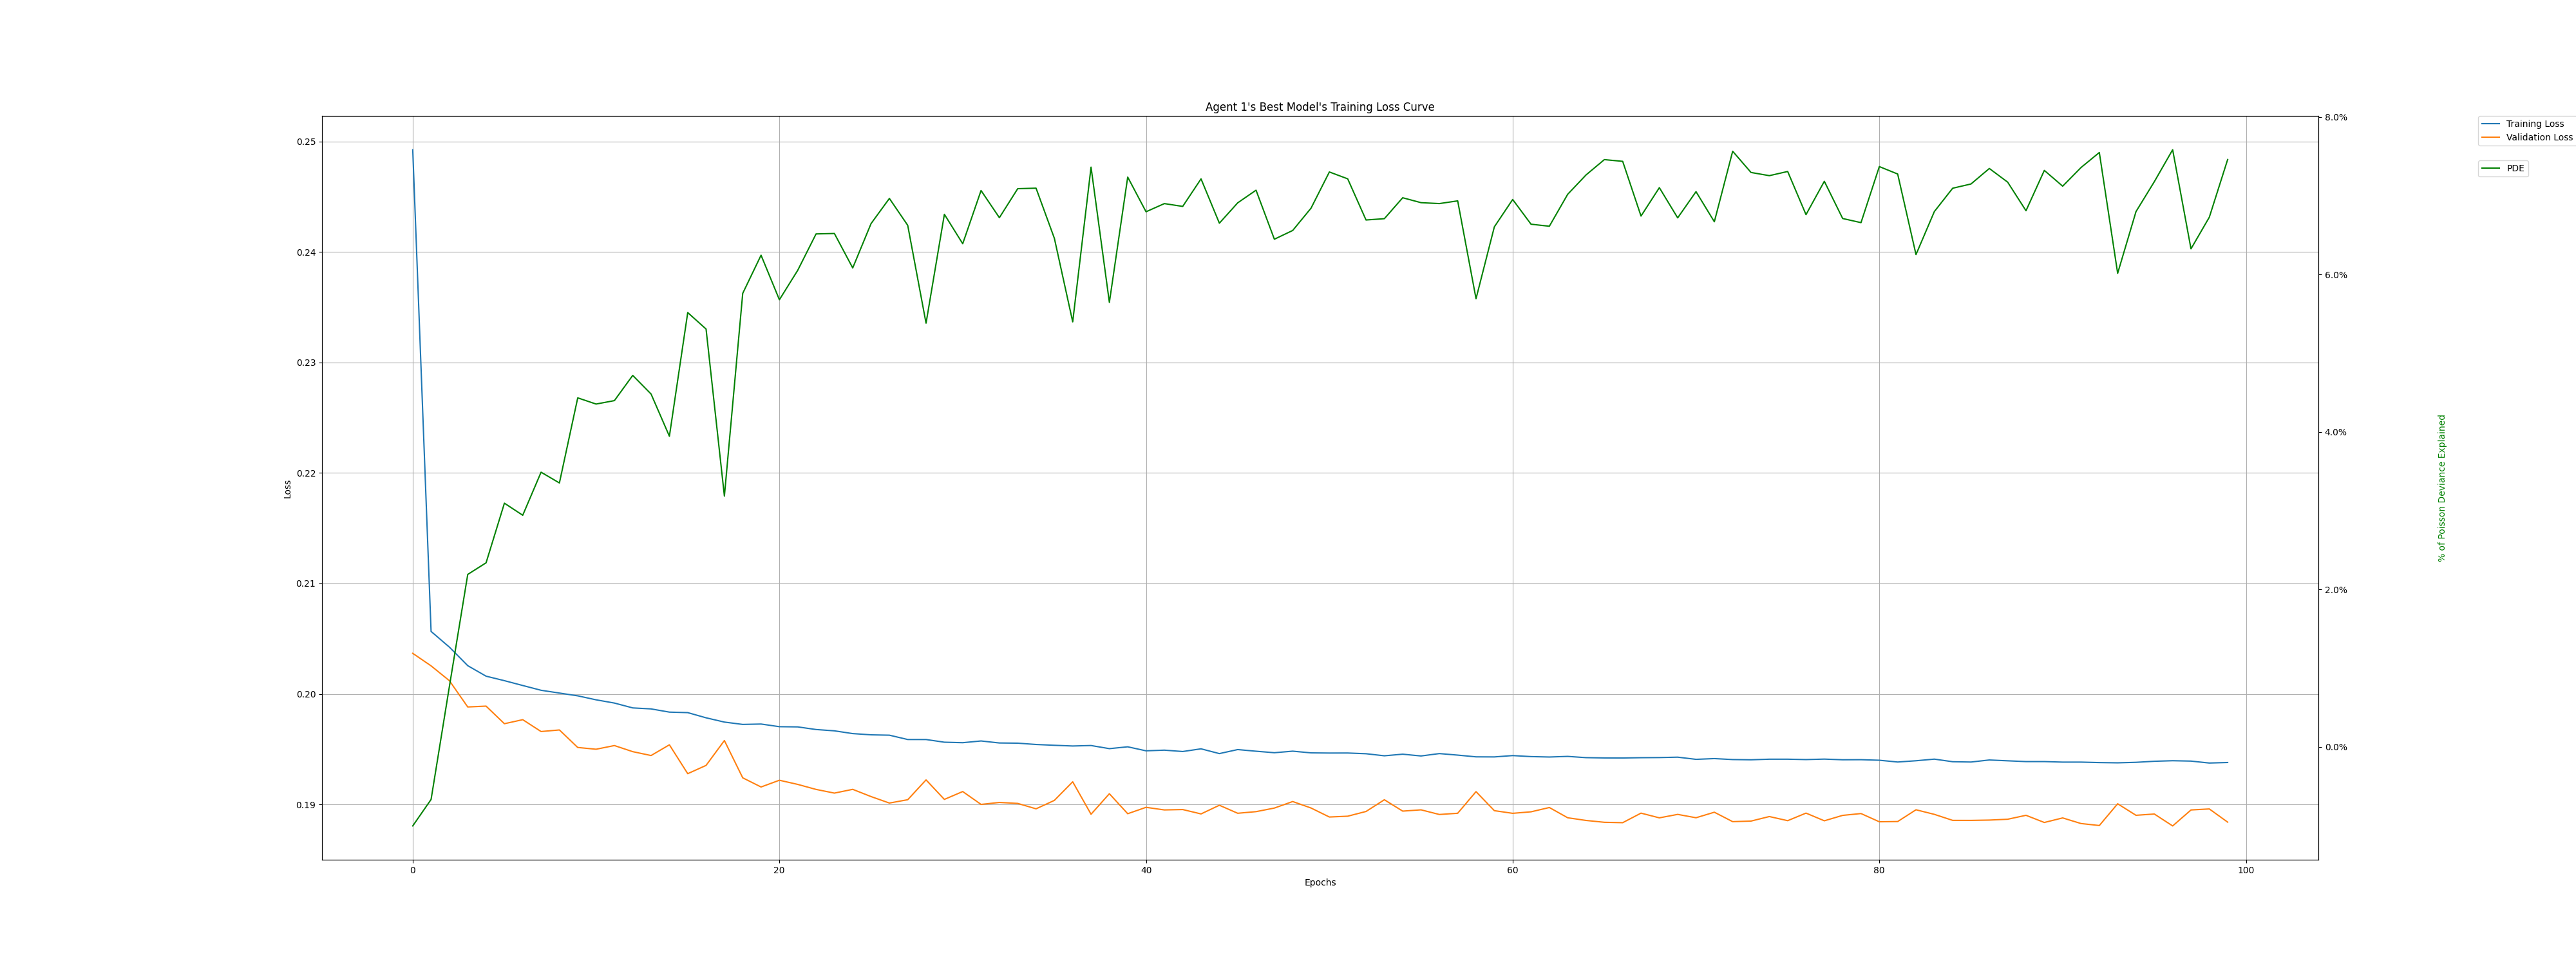 Agent 1's Best Model's Training Loss Curve
0.25
0.24
0.23
0.22
0.21
0.20
0.19
Loss
0
20
40
60
80
100
Epochs
8.0%
6.0%
4.0%
2.0%
0.0%
% of Poisson Deviance Explained
Training Loss
Validation Loss
PDE